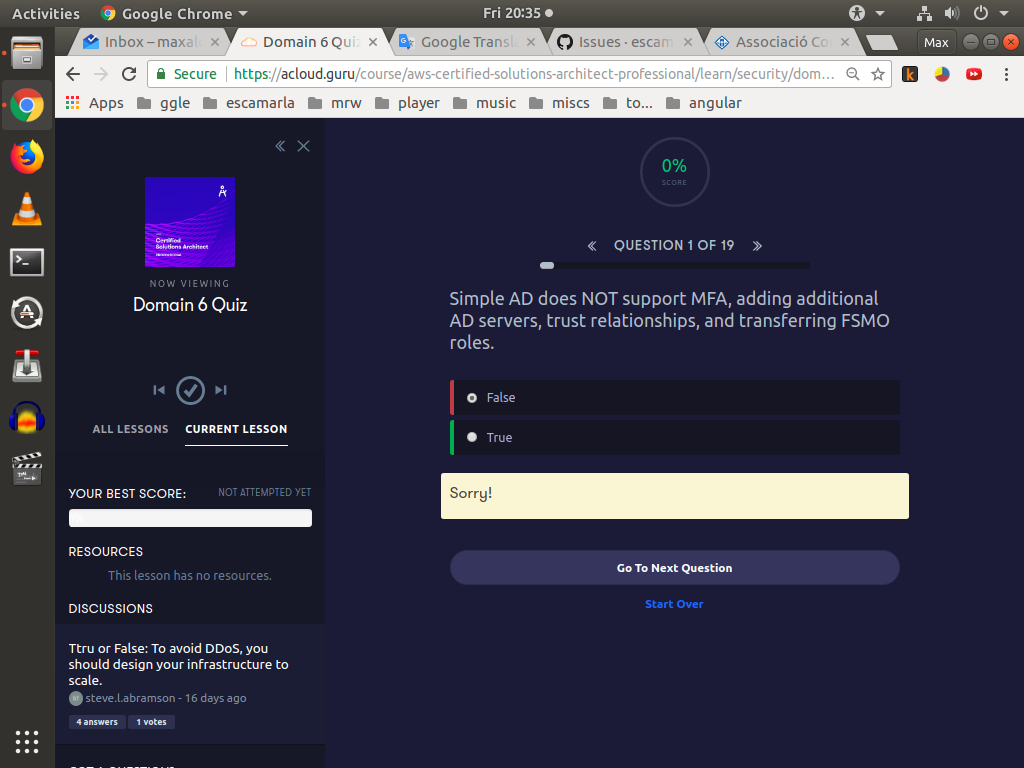 Activities
Google Chrome
Fri 20:35
Inbox – maxal
Domain 6 Qui
Google Transl
Issues · escam
Associació Co
Max
Secure
https://acloud.guru/course/aws-certified-solutions-architect-professional/learn/security/dom…
Apps
ggle
escamarla
mrw
player
music
miscs
to...
angular
Certified
Solutions Architect
NOW VIEWING
Domain 6 Quiz
ALL LESSONS
CURRENT LESSON
YOUR BEST SCORE:
NOT ATTEMPTED YET
RESOURCES
This lesson has no resources.
DISCUSSIONS
Ttru or False: To avoid DDoS, you
should design your infrastructure to
scale.
steve.l.abramson - 16 days ago
4 answers
1 votes
0%
SCORE
QUESTION 1 OF 19
Simple AD does NOT support MFA, adding additional
AD servers, trust relationships, and transferring FSMO
roles.
False
True
Sorry!
Go To Next Question
Start Over